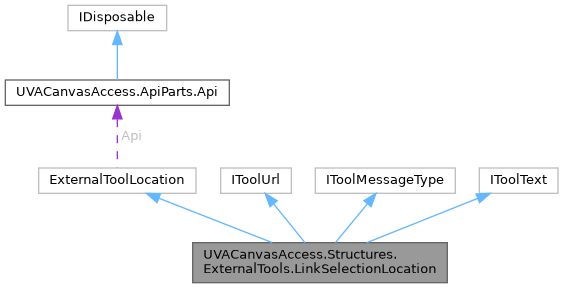 IDisposable
UVACanvasAccess.ApiParts.Api
Api
ExternalToolLocation
IToolUrl
IToolMessageType
IToolText
UVACanvasAccess.Structures.
ExternalTools.LinkSelectionLocation